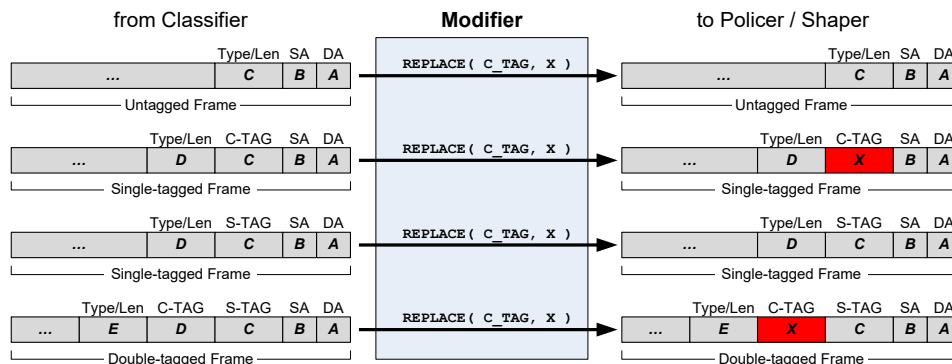 from Classifier Modifier to Policer / Shaper
Type/Len SA DA REPLACE( C_TAG, X ) Type/Len SA DA
... C B A ... C B A
Untagged Frame Untagged Frame
Type/Len C-TAG SA DA REPLACE( C_TAG, X ) Type/Len C-TAG SA DA
... D C B A ... D X B A
Single-tagged Frame Single-tagged Frame
Type/Len S-TAG SA DA REPLACE( C_TAG, X ) Type/Len S-TAG SA DA
... D C B A ... D C B A
Single-tagged Frame Single-tagged Frame
Type/Len C-TAG S-TAG SA DA REPLACE( C_TAG, X ) Type/Len C-TAG S-TAG SA DA
... E D C B A ... E X C B A
Double-tagged Frame Double-tagged Frame